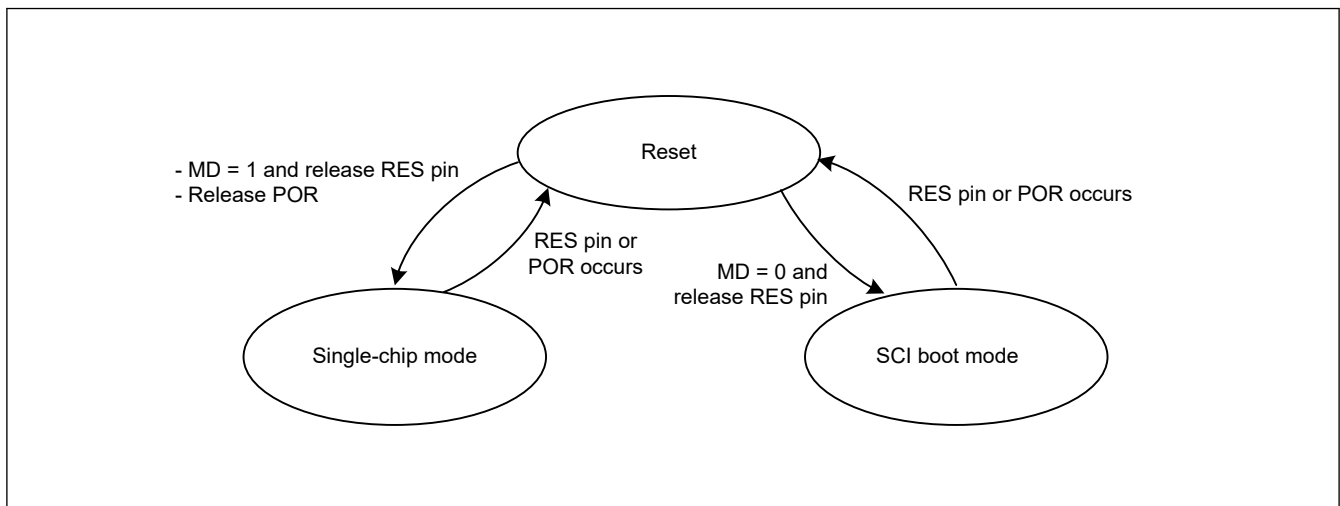 Reset
- MD = 1 and release RES pin
- Release POR
RES pin or POR occurs
RES pin or
POR occurs
MD = 0 and
release RES pin
Single-chip mode
SCI boot mode